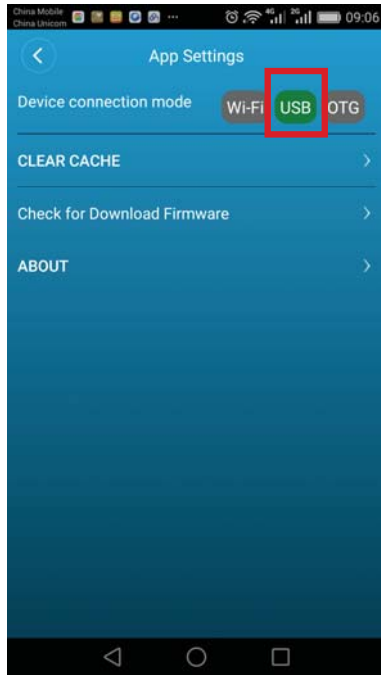 China Mobile
China Unicom
4G 2G 09:06
App Settings
Device connection mode Wi-Fi USB OTG
CLEAR CACHE
Check for Download Firmware
ABOUT